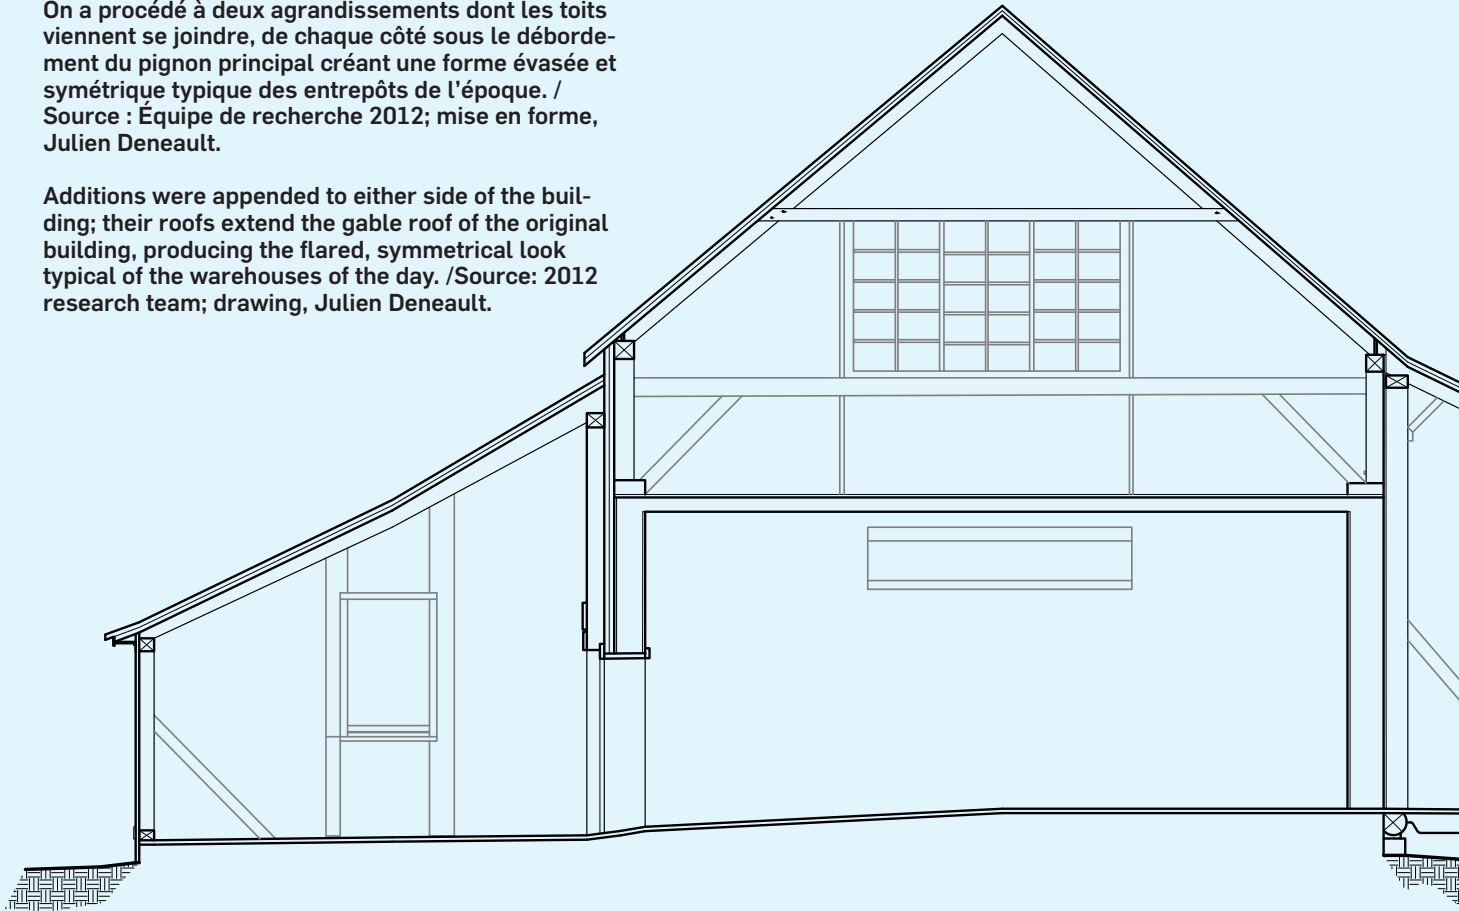 On a procédé à deux agrandissements dont les toits
viennent se joindre, de chaque côté sous le déborde-
ment du pignon principal créant une forme évasée et
symétrique typique des entrepôts de l'époque. /
Source : Équipe de recherche 2012; mise en forme,
Julien Deneault.
Additions were appended to either side of the buil-
ding; their roofs extend the gable roof of the original
building, producing the flared, symmetrical look
typical of the warehouses of the day. /Source: 2012
research team; drawing, Julien Deneault.